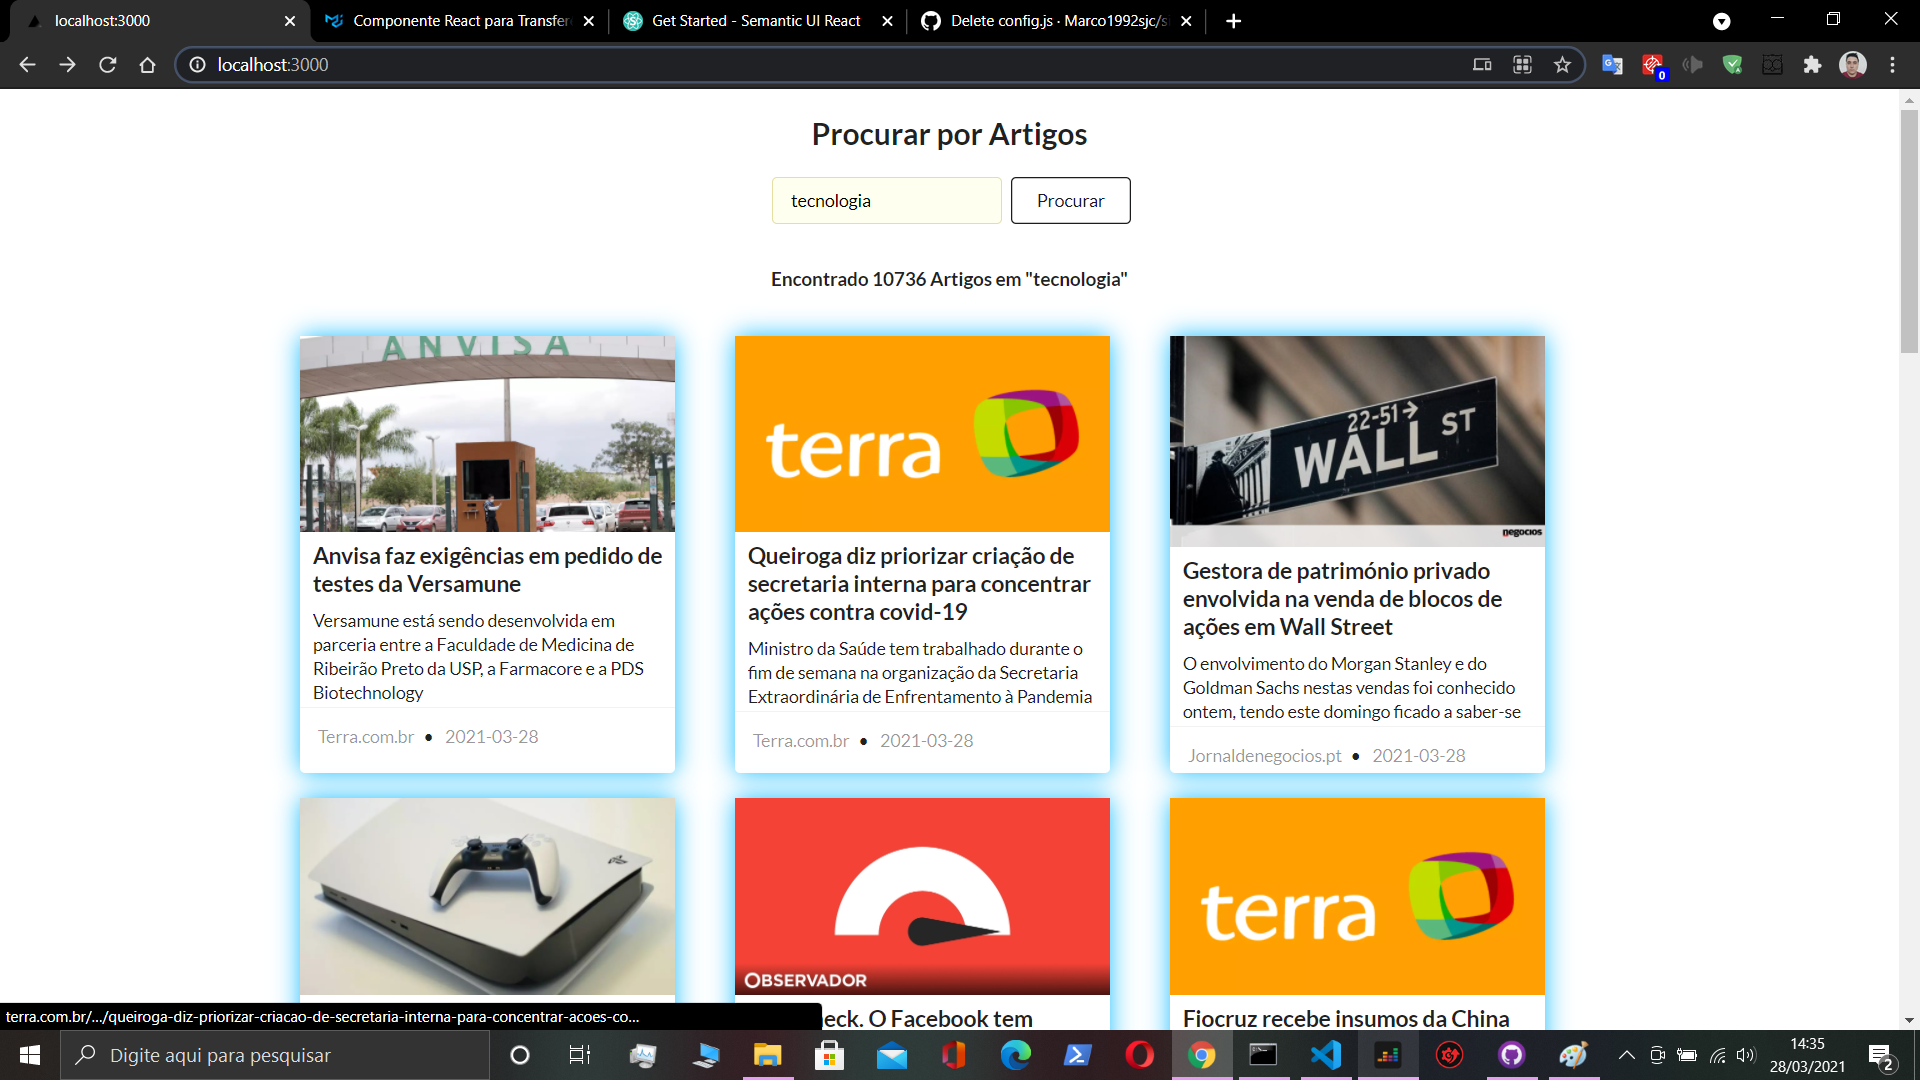 localhost:3000
Componente React para Transfer
Get Started - Semantic UI React
Delete config.js · Marco1992sjc/si
localhost:3000
0
Procurar por Artigos
tecnologia
Procurar
Encontrado 10736 Artigos em "tecnologia"
ANVISA
Anvisa faz exigências em pedido de
testes da Versamune
Versamune está sendo desenvolvida em
parceria entre a Faculdade de Medicina de
Ribeirão Preto da USP, a Farmacore e a PDS
Biotechnology
Terra.com.br • 2021-03-28
terra
Queiroga diz priorizar criação de
secretaria interna para concentrar
ações contra covid-19
Ministro da Saúde tem trabalhado durante o
fim de semana na organização da Secretaria
Extraordinária de Enfrentamento à Pandemia
Terra.com.br • 2021-03-28
22-51→
WALL ST
negocios
Gestora de património privado
envolvida na venda de blocos de
ações em Wall Street
O envolvimento do Morgan Stanley e do
Goldman Sachs nestas vendas foi conhecido
ontem, tendo este domingo ficado a saber-se
Jornaldenegocios.pt • 2021-03-28
OBSERVADOR
eck. O Facebook tem
terra
Fiocruz recebe insumos da China
terra.com.br/.../queiroga-diz-priorizar-criacao-de-secretaria-interna-para-concentrar-acoes-co...
Digite aqui para pesquisar
14:35
28/03/2021
2